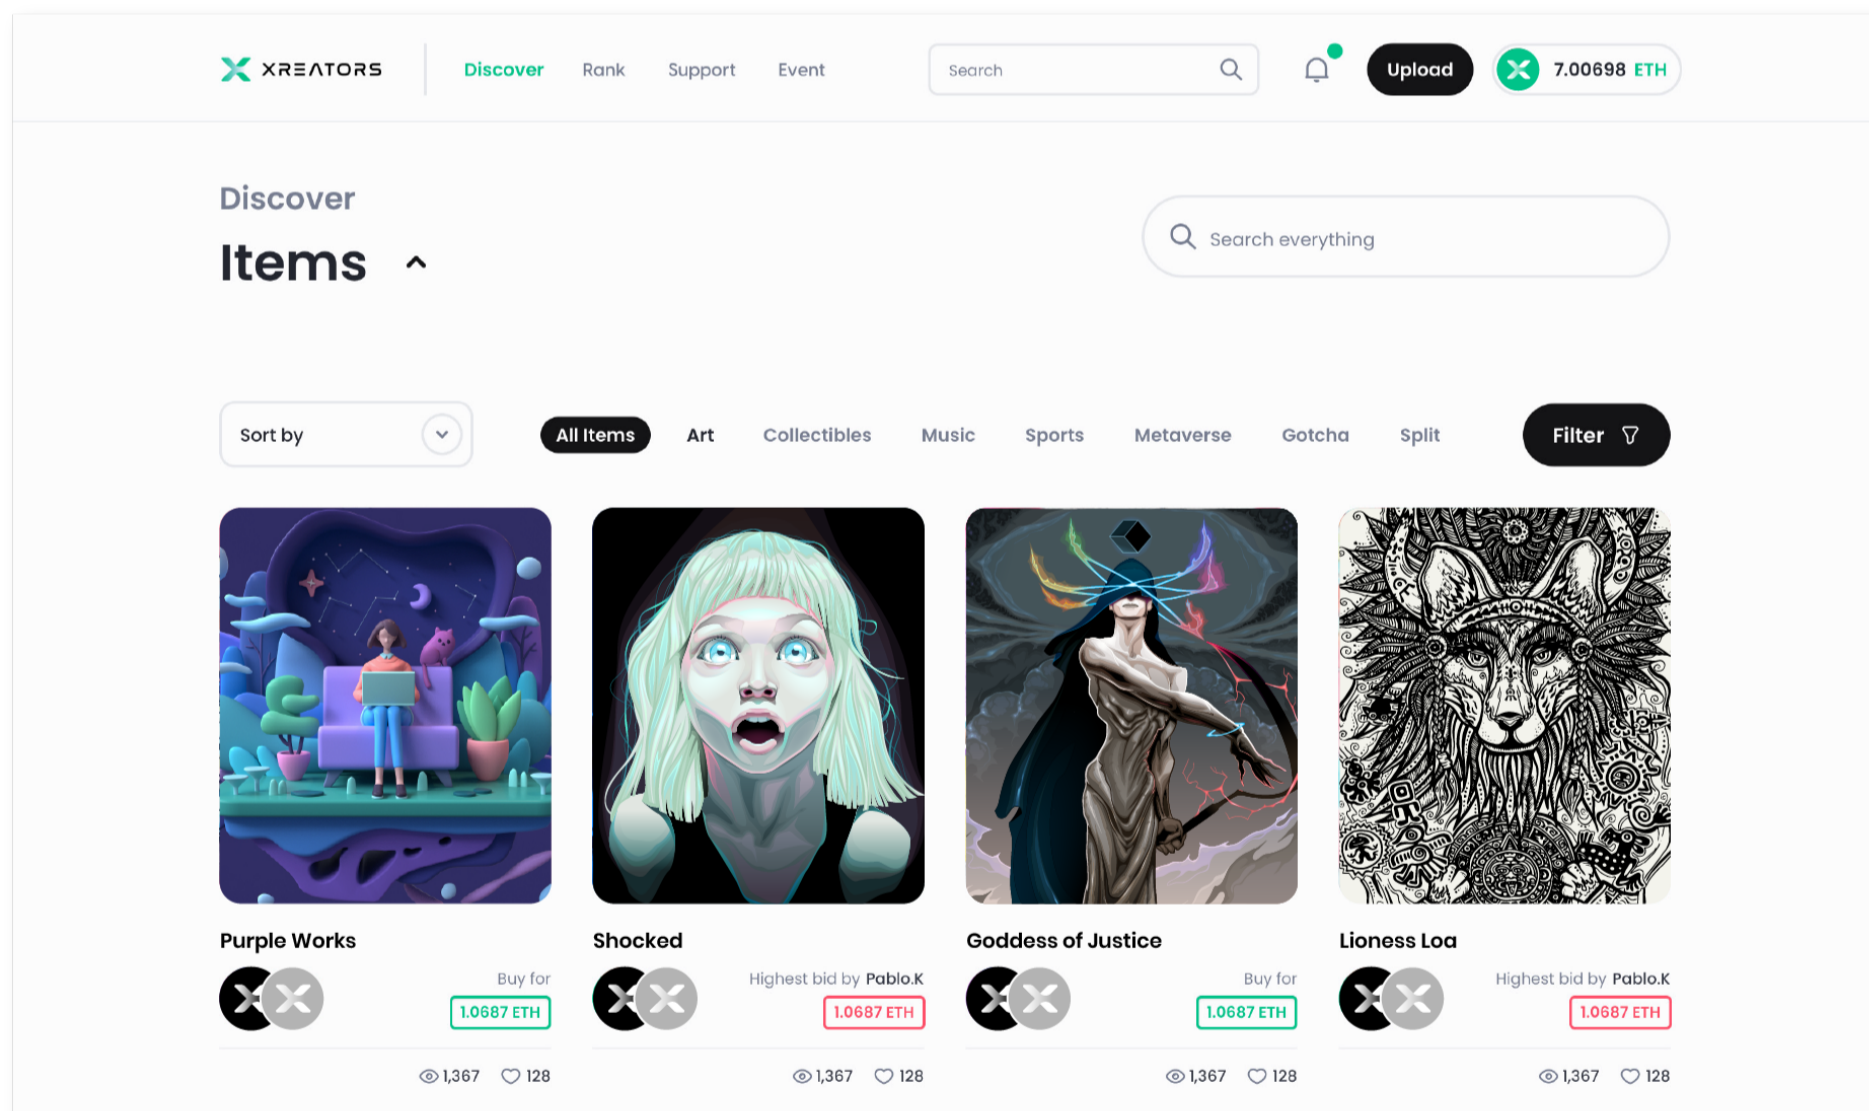 XREATORS
Discover Rank Support Event
Search
Upload
7.00698 ETH
Discover
Items
Search everything
Sort by
All Items Art Collectibles Music Sports Metaverse Gotcha Split
Filter
Purple Works
Buy for
1.0687 ETH
1,367 128
Shocked
Highest bid by Pablo.K
1.0687 ETH
1,367 128
Goddess of Justice
Buy for
1.0687 ETH
1,367 128
Lioness Loa
Highest bid by Pablo.K
1.0687 ETH
1,367 128